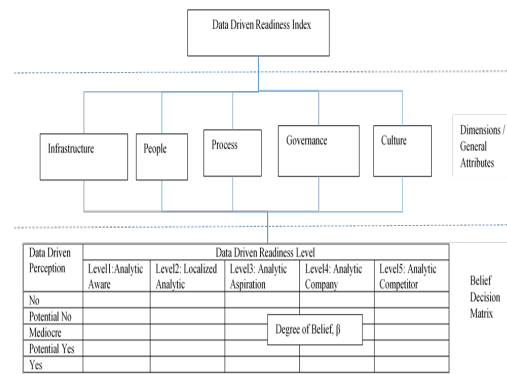 Data Driven Readiness Index
Infrastructure
People
Process
Governance
Culture
Dimensions /
General
Attributes
Data Driven
Perception
Data Driven Readiness Level
Level1:Analytic
Aware
Level2: Localized
Analytic
Level3: Analytic
Aspiration
Level4: Analytic
Company
Level5: Analytic
Competitor
No
Potential No
Mediocre
Potential Yes
Yes
Degree of Belief, β
Belief
Decision
Matrix